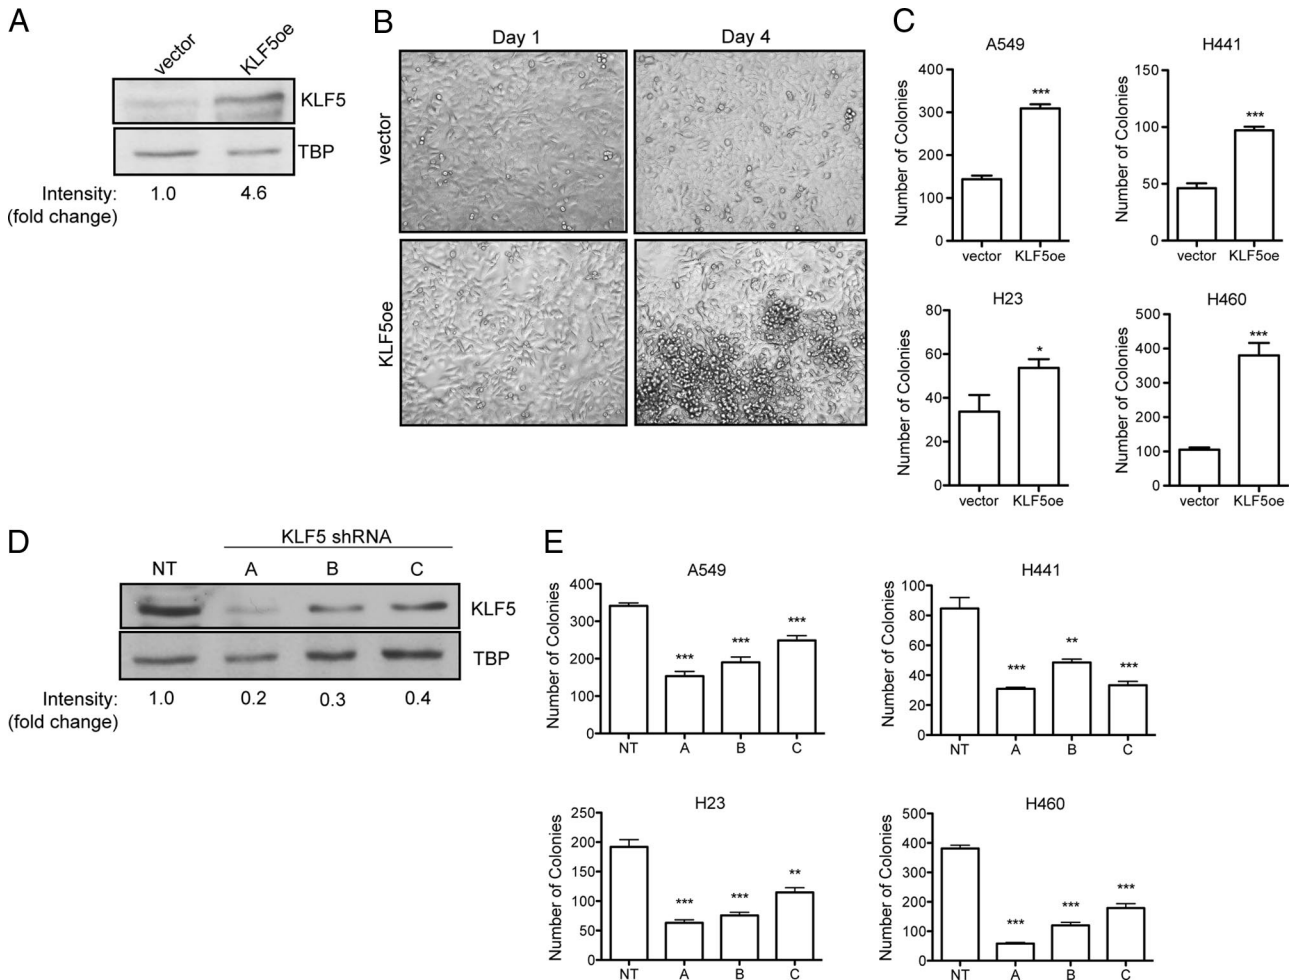 A
vector
KLF5oe
KLF5
TBP
Intensity: 1.0 4.6
(fold change)
B
Day 1
Day 4
vector
KLF5oe
C
A549
Number of Colonies
400
300
200
100
0
***
vector KLF5oe
H441
Number of Colonies
150
100
50
0
***
vector KLF5oe
H23
Number of Colonies
80
60
40
20
0
*
vector KLF5oe
H460
Number of Colonies
500
400
300
200
100
0
***
vector KLF5oe
D
KLF5 shRNA
NT A B C
KLF5
TBP
Intensity: 1.0 0.2 0.3 0.4
(fold change)
E
A549
Number of Colonies
400
300
200
100
0
*** *** ***
NT A B C
H441
Number of Colonies
100
80
60
40
20
0
*** ** ***
NT A B C
H23
Number of Colonies
250
200
150
100
50
0
*** *** **
NT A B C
H460
Number of Colonies
500
400
300
200
100
0
*** *** ***
NT A B C